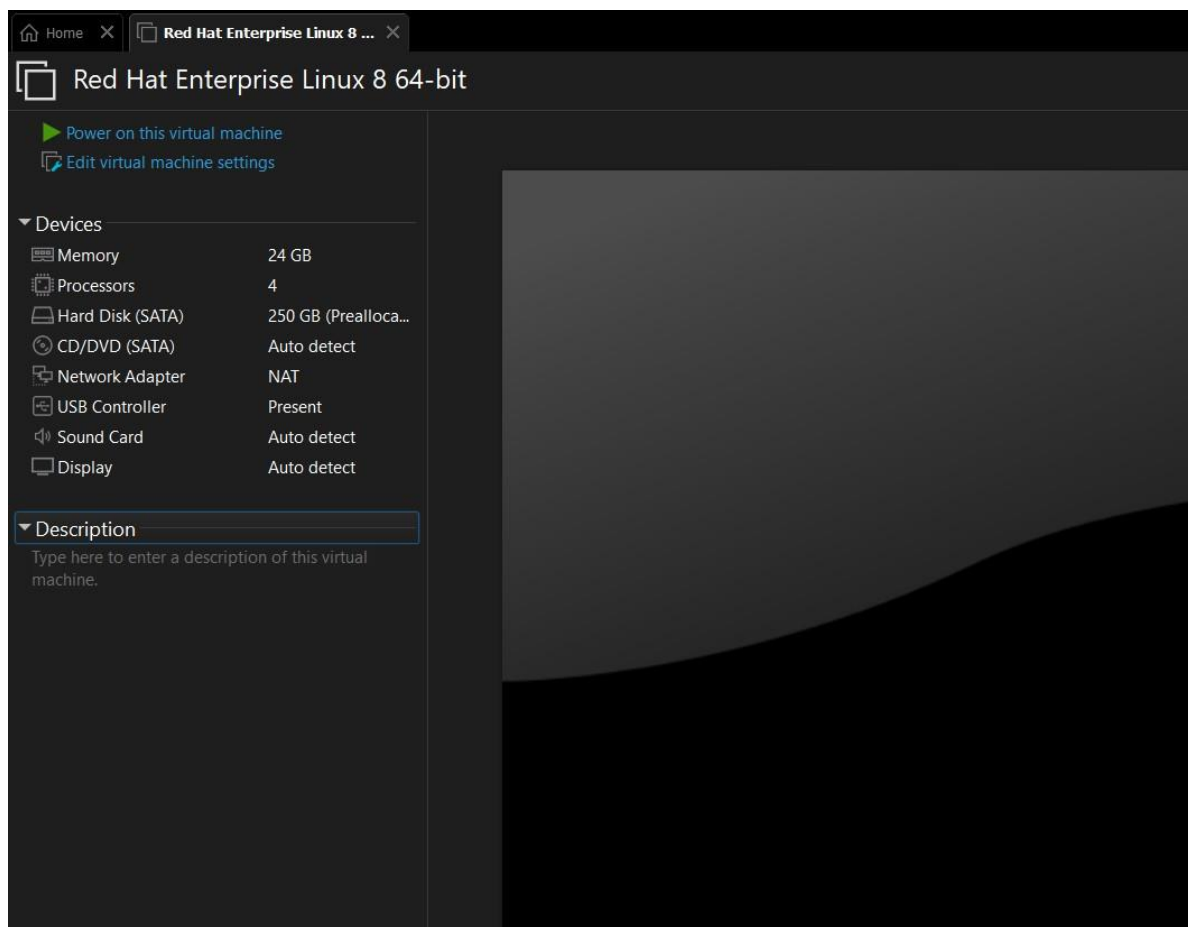 Home
Red Hat Enterprise Linux 8 ...
Red Hat Enterprise Linux 8 64-bit
Power on this virtual machine
Edit virtual machine settings
Devices
Memory 24 GB
Processors 4
Hard Disk (SATA) 250 GB (Prealloca...
CD/DVD (SATA) Auto detect
Network Adapter NAT
USB Controller Present
Sound Card Auto detect
Display Auto detect
Description
Type here to enter a description of this virtual
machine.